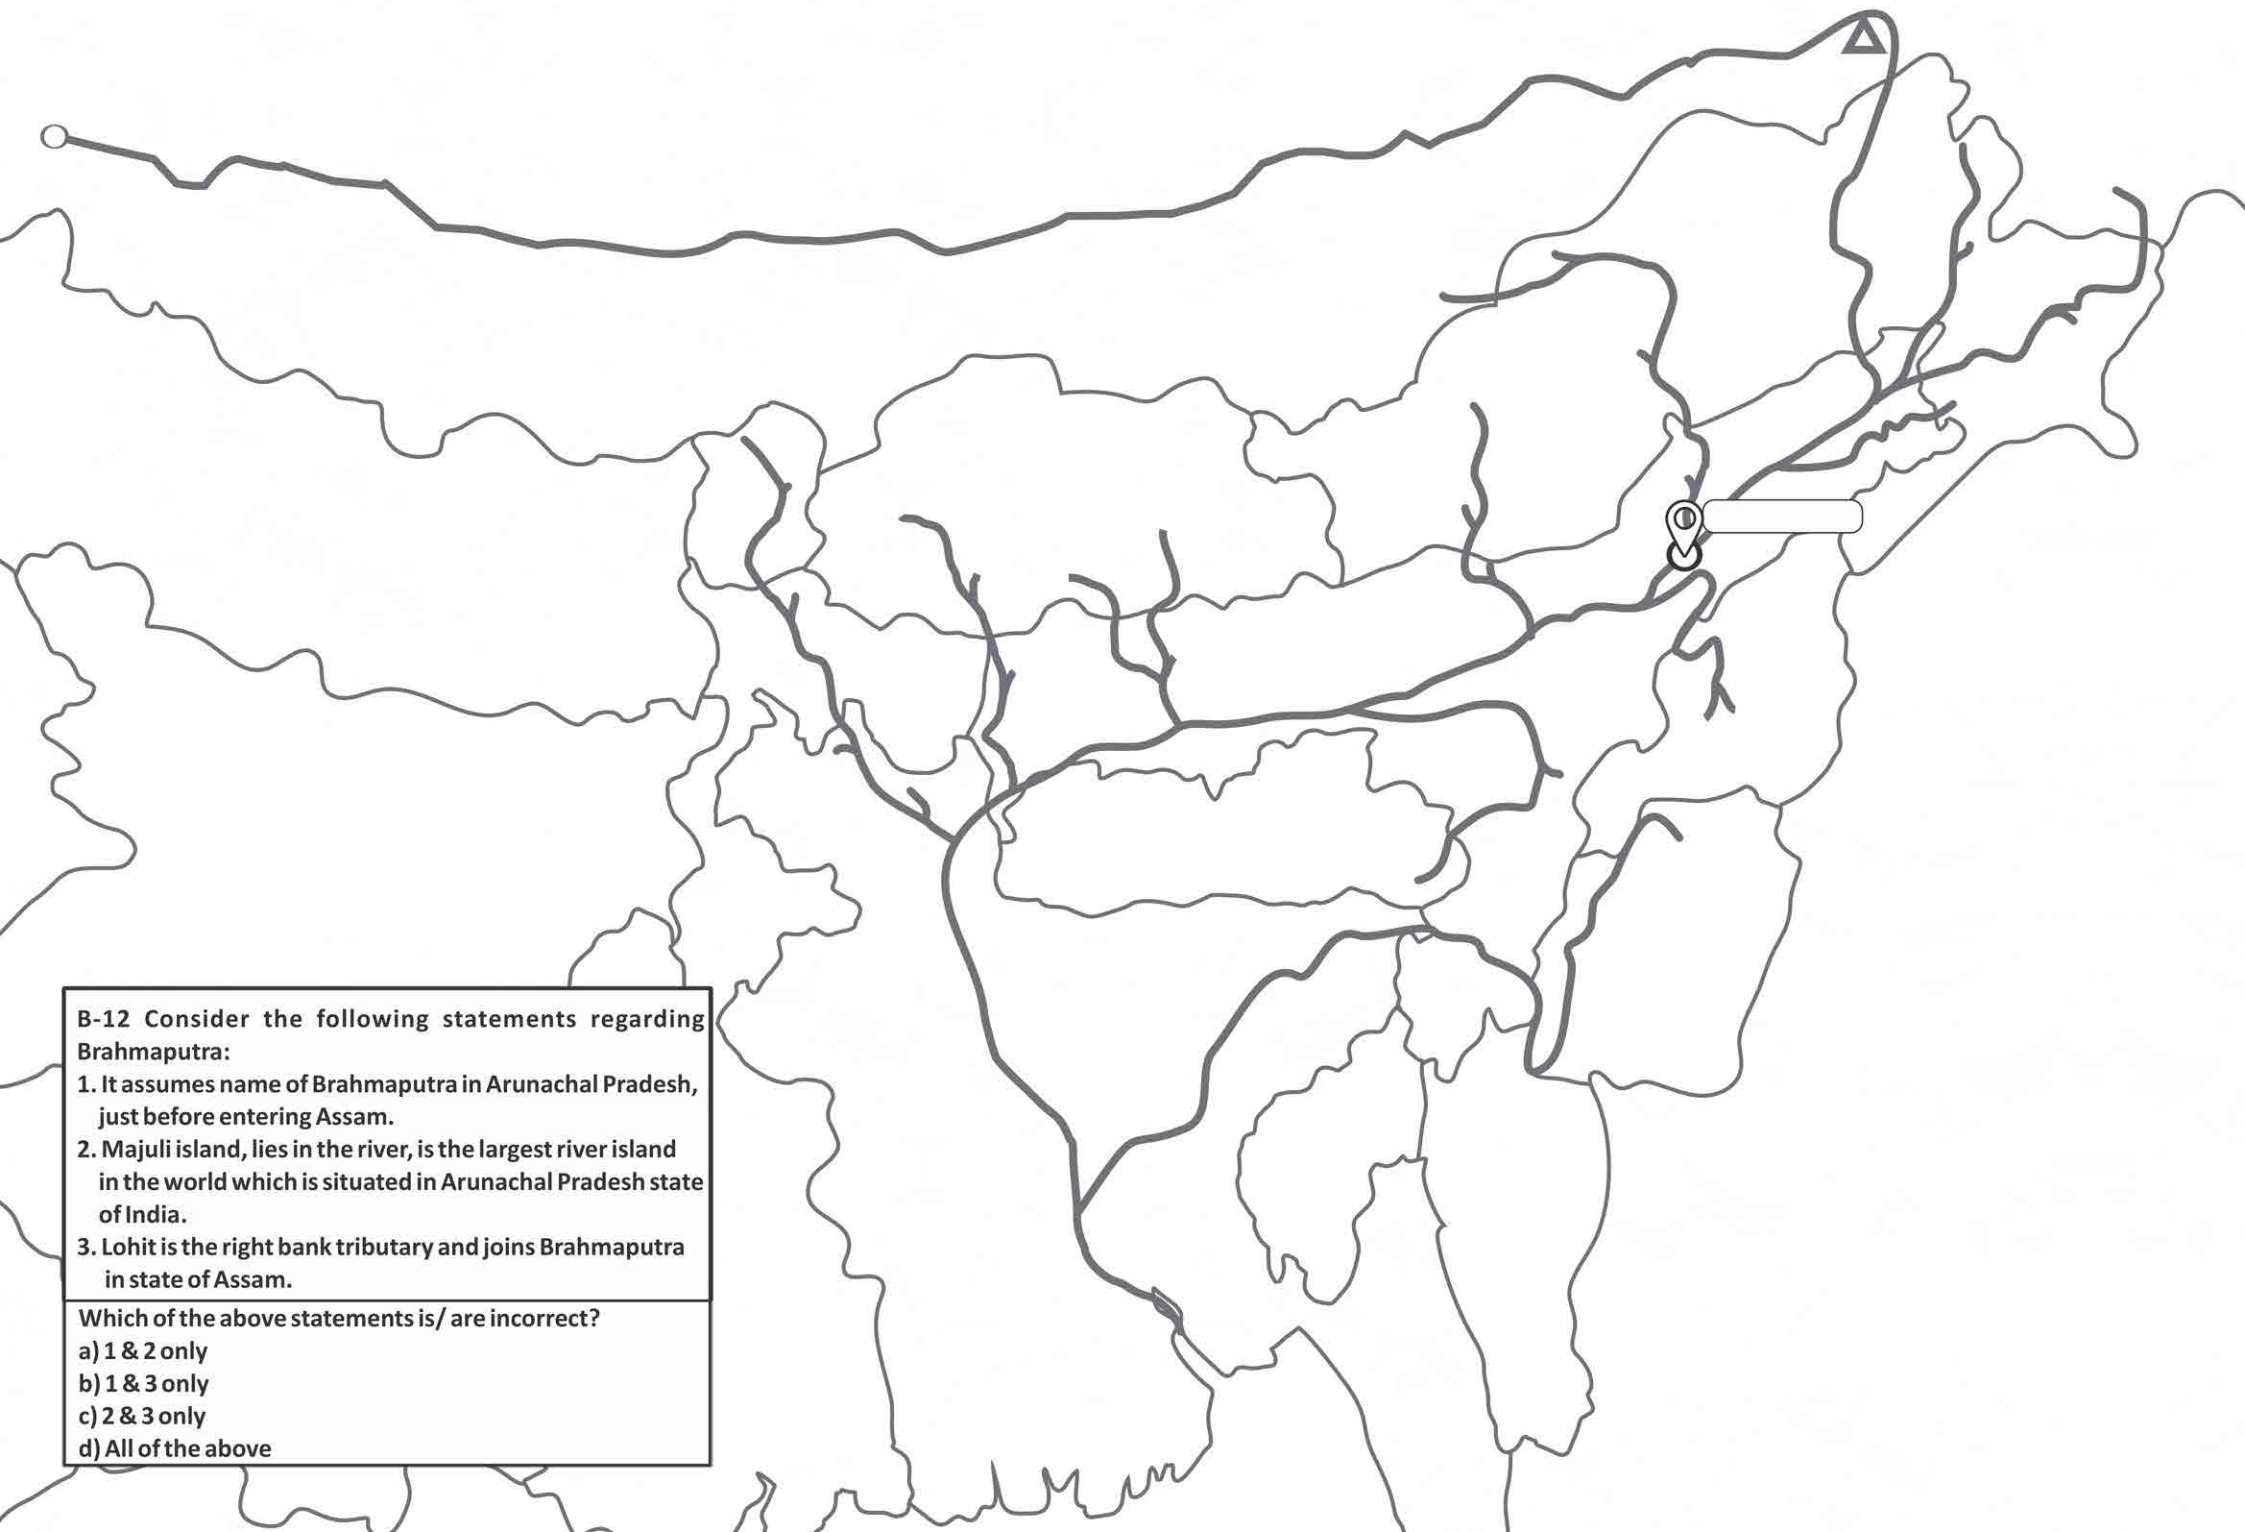 B-12 Consider the following statements regarding
Brahmaputra:
1. It assumes name of Brahmaputra in Arunachal Pradesh,
just before entering Assam.
2. Majuli island, lies in the river, is the largest river island
in the world which is situated in Arunachal Pradesh state
of India.
3. Lohit is the right bank tributary and joins Brahmaputra
in state of Assam.
Which of the above statements is/ are incorrect?
a) 1 & 2 only
b) 1 & 3 only
c) 2 & 3 only
d) All of the above